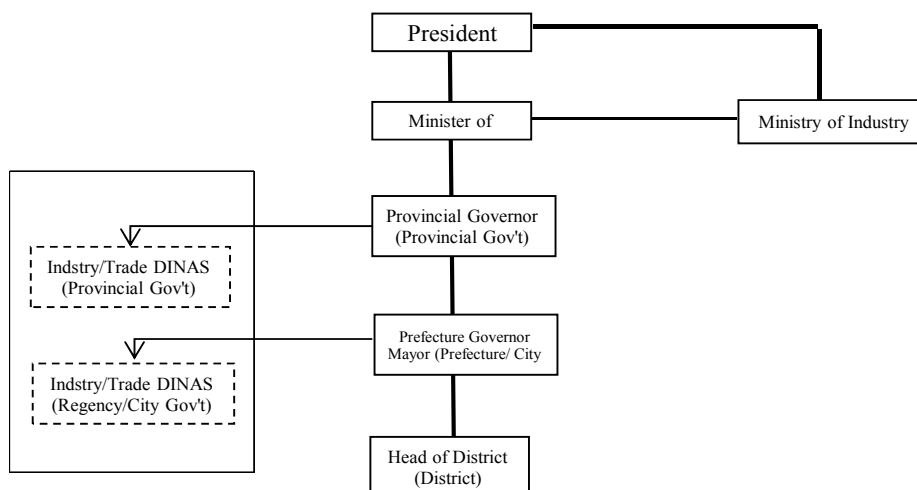 President
Minister of
Ministry of Industry
Provincial Governor
(Provincial Gov't)
Indstry/Trade DINAS
(Provincial Gov't)
Prefecture Governor
Mayor (Prefecture/ City
Indstry/Trade DINAS
(Regency/City Gov't)
Head of District
(District)